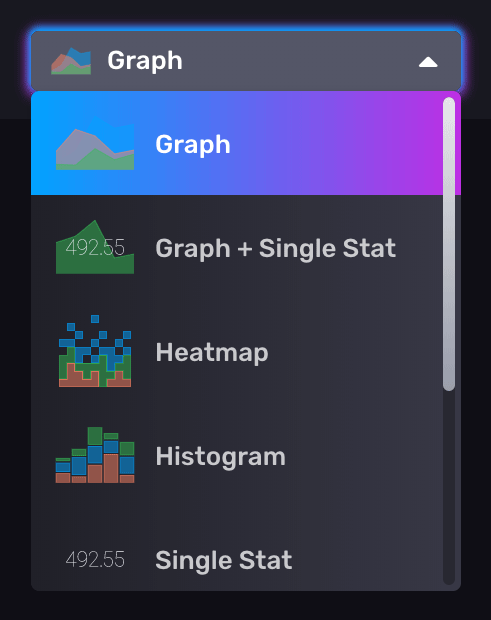 Graph
Graph
492.55
Graph + Single Stat
Heatmap
Histogram
492.55
Single Stat